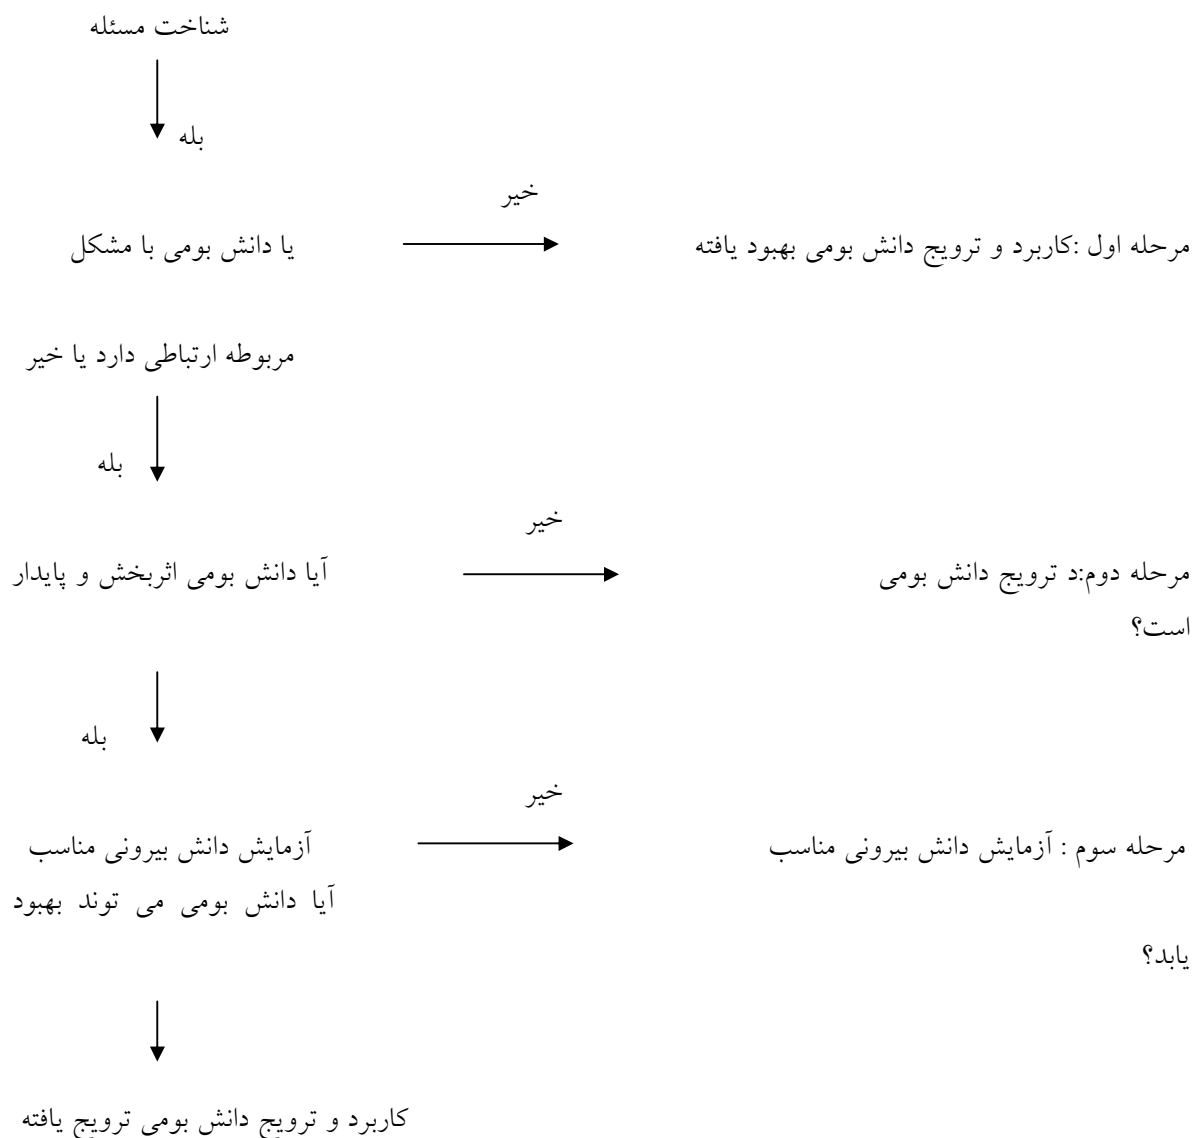 شناخت مسئله
بله
خیر
یا دانش بومی با مشکل
مرحله اول :کاربرد و ترویج دانش بومی بهبود یافته
مربوطه ارتباطی دارد یا خیر
بله
خیر
آیا دانش بومی اثربخش و پایدار
مرحله دوم:د ترویج دانش بومی
است؟
بله
خیر
آزمایش دانش بیرونی مناسب
مرحله سوم : آزمایش دانش بیرونی مناسب
آیا دانش بومی می توند بهبود
یابد؟
کاربرد و ترویج دانش بومی ترویج یافته